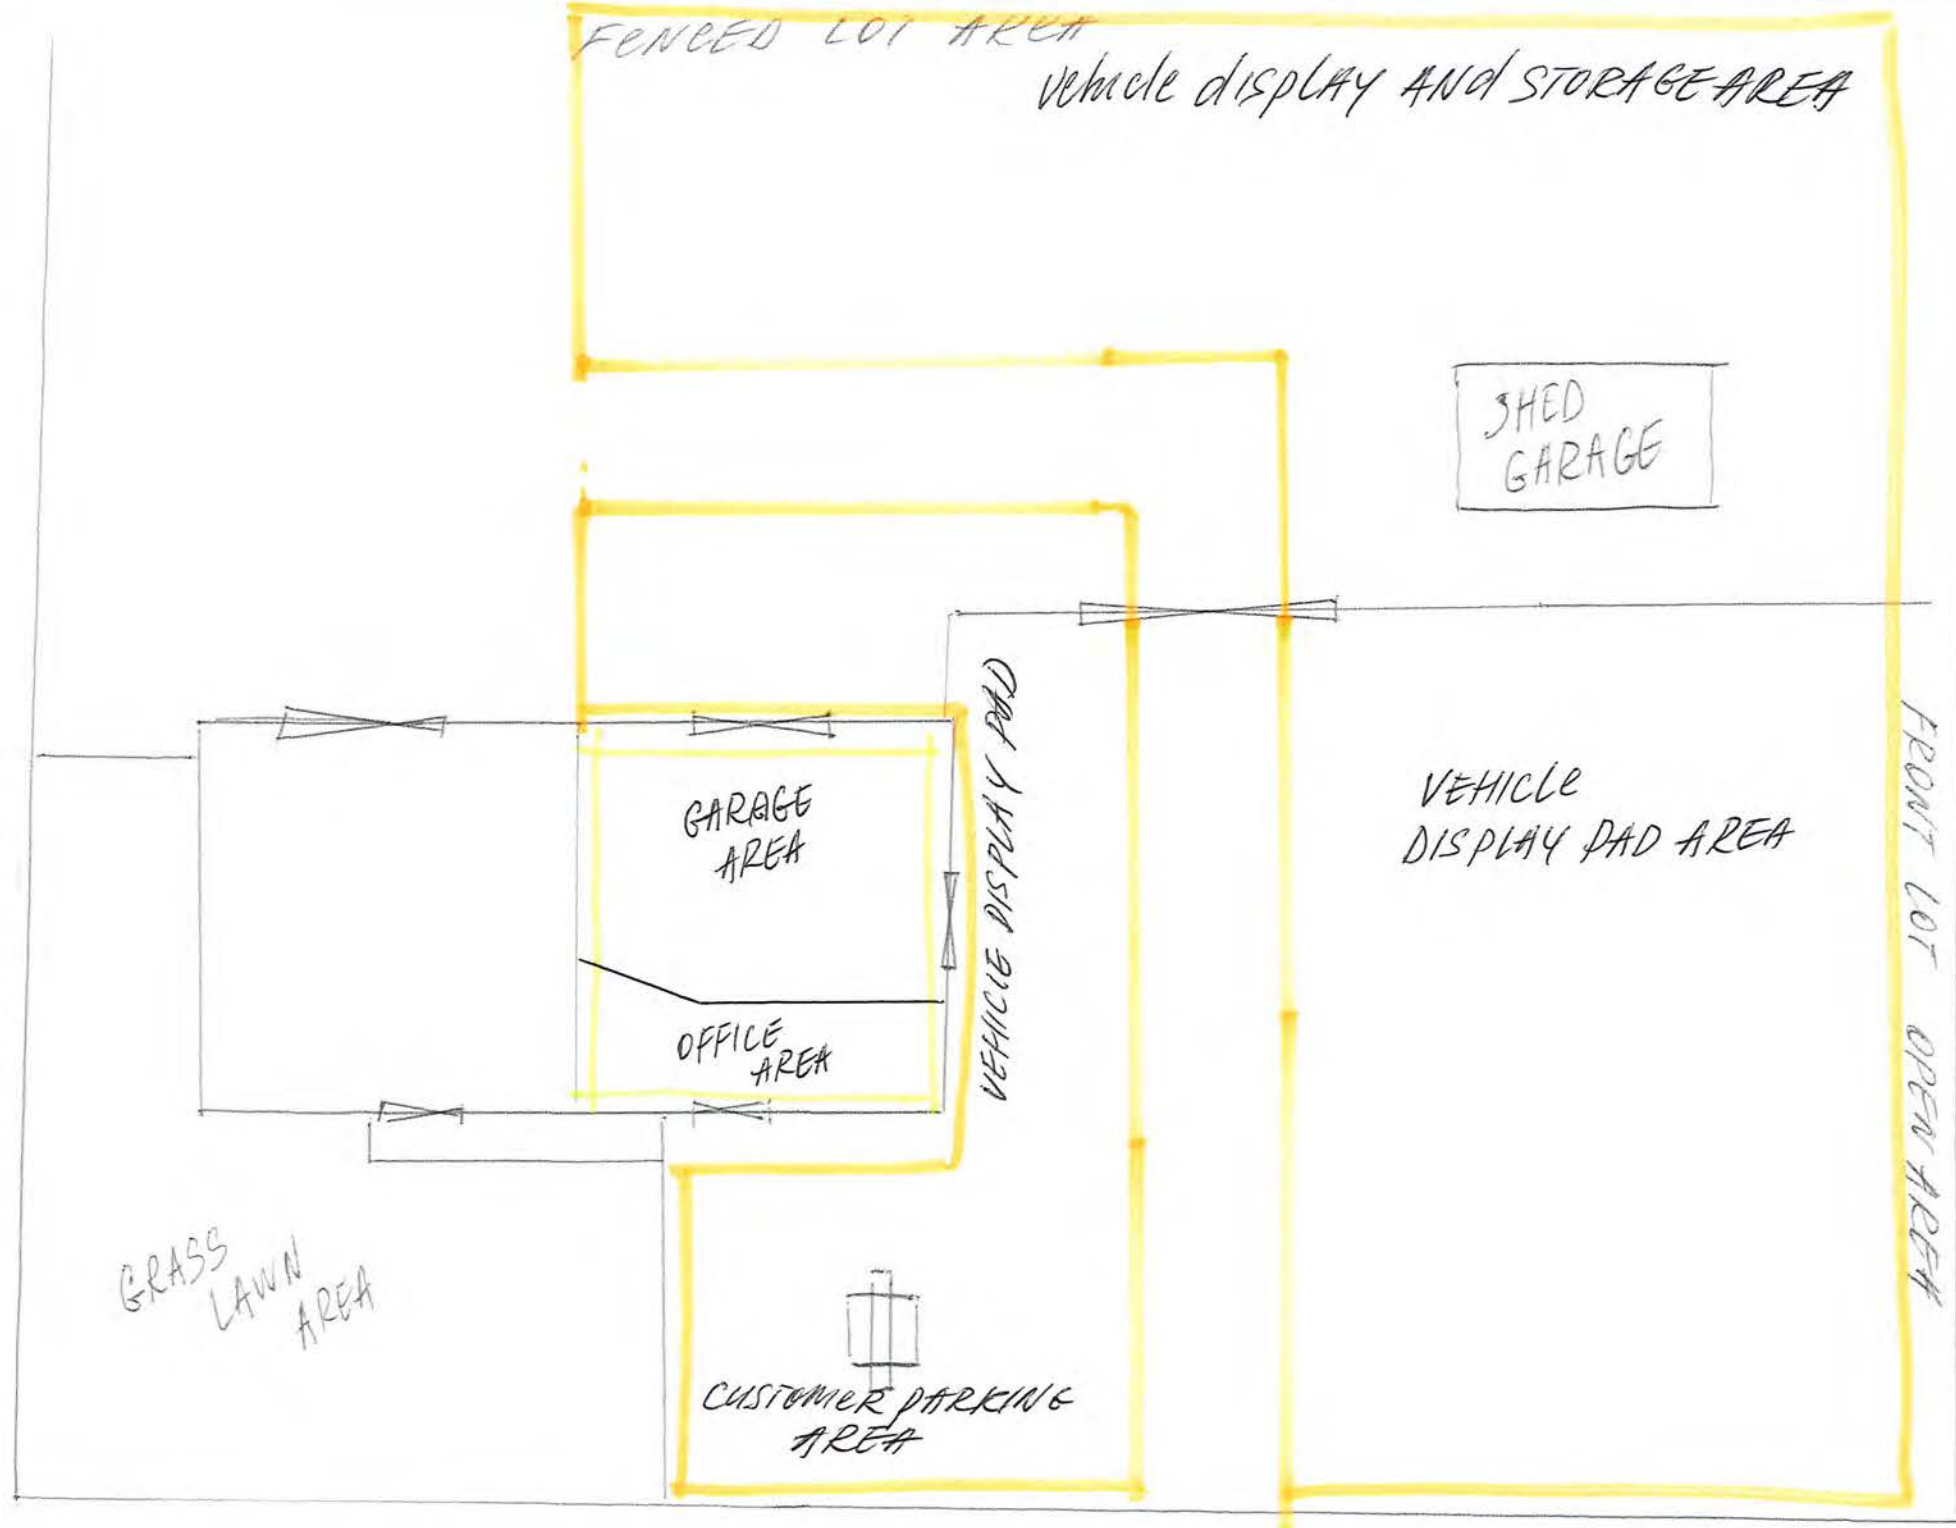 FENCED LOT AREA
vehicle display AND STORAGE AREA
SHED
GARAGE
VEHICLE DISPLAY PAD
GARAGE
AREA
VEHICLE
DISPLAY PAD AREA
FRONT LOT OPEN AREA
OFFICE
AREA
GRASS
LAWN
AREA
CUSTOMER PARKING
AREA